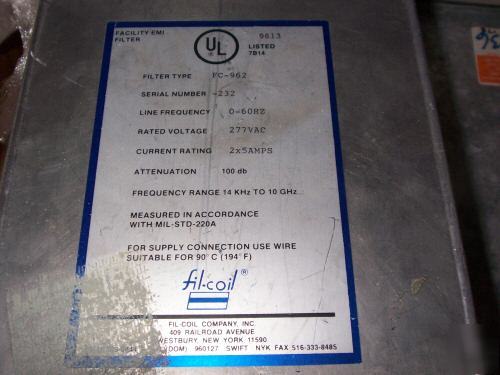 FACILITY EMI
FILTER
UL
®
9613
LISTED
7B14
FILTER TYPE FC-962
SERIAL NUMBER -232
LINE FREQUENCY 0-60HZ
RATED VOLTAGE 277VAC
CURRENT RATING 2x5AMPS
ATTENUATION 100 db
FREQUENCY RANGE 14 KHz TO 10 GHz
MEASURED IN ACCORDANCE
WITH MIL-STD-220A
FOR SUPPLY CONNECTION USE WIRE
SUITABLE FOR 90°C (194°F)
fil-coil®
FIL-COIL COMPANY, INC.
409 RAILROAD AVENUE
WESTBURY, NEW YORK 11590
(DOM) 960127 SWIFT NYK FAX 516-333-8485